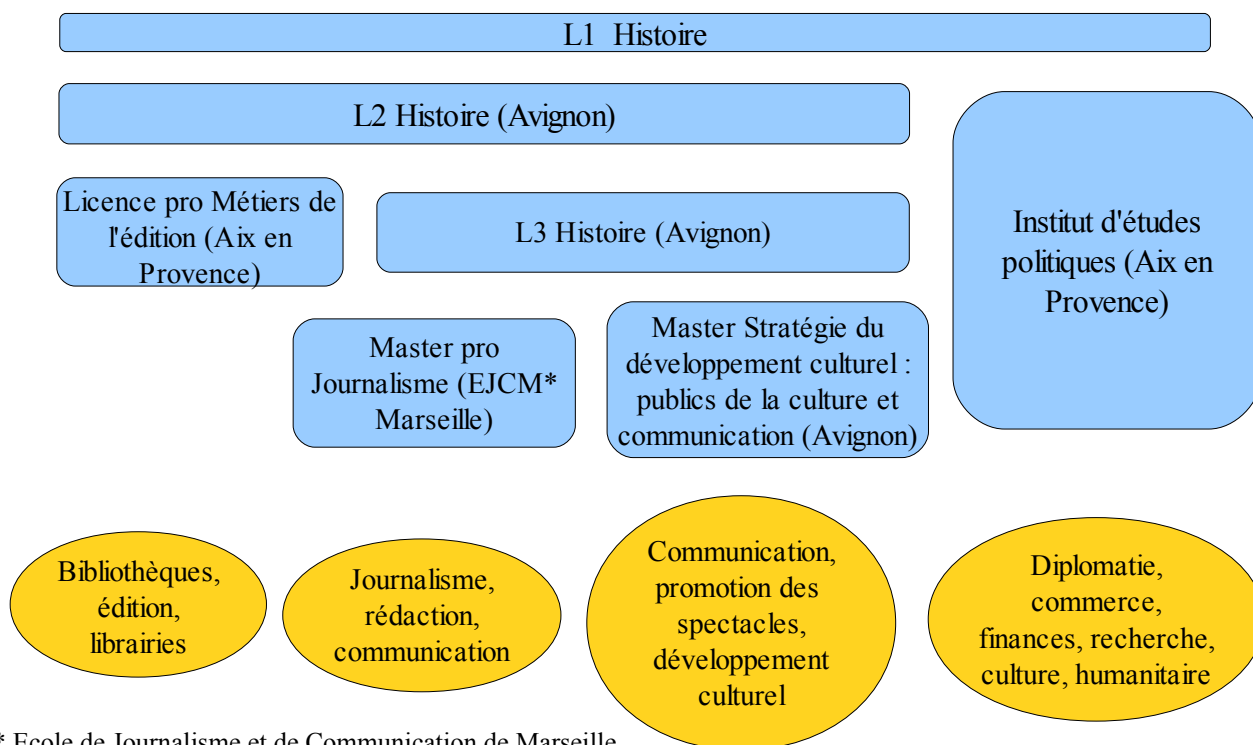 L1 Histoire
L2 Histoire (Avignon)
Licence pro Métiers de
l'édition (Aix en
Provence)
L3 Histoire (Avignon)
Institut d'études
politiques (Aix en
Provence)
Master pro
Journalisme (EJCM*
Marseille)
Master Stratégie du
développement culturel :
publics de la culture et
communication (Avignon)
Bibliothèques,
édition,
librairies
Journalisme,
rédaction,
communication
Communication,
promotion des
spectacles,
développement
culturel
Diplomatie,
commerce,
finances, recherche,
culture, humanitaire
* Ecole de Journalisme et de Communication de Marseille